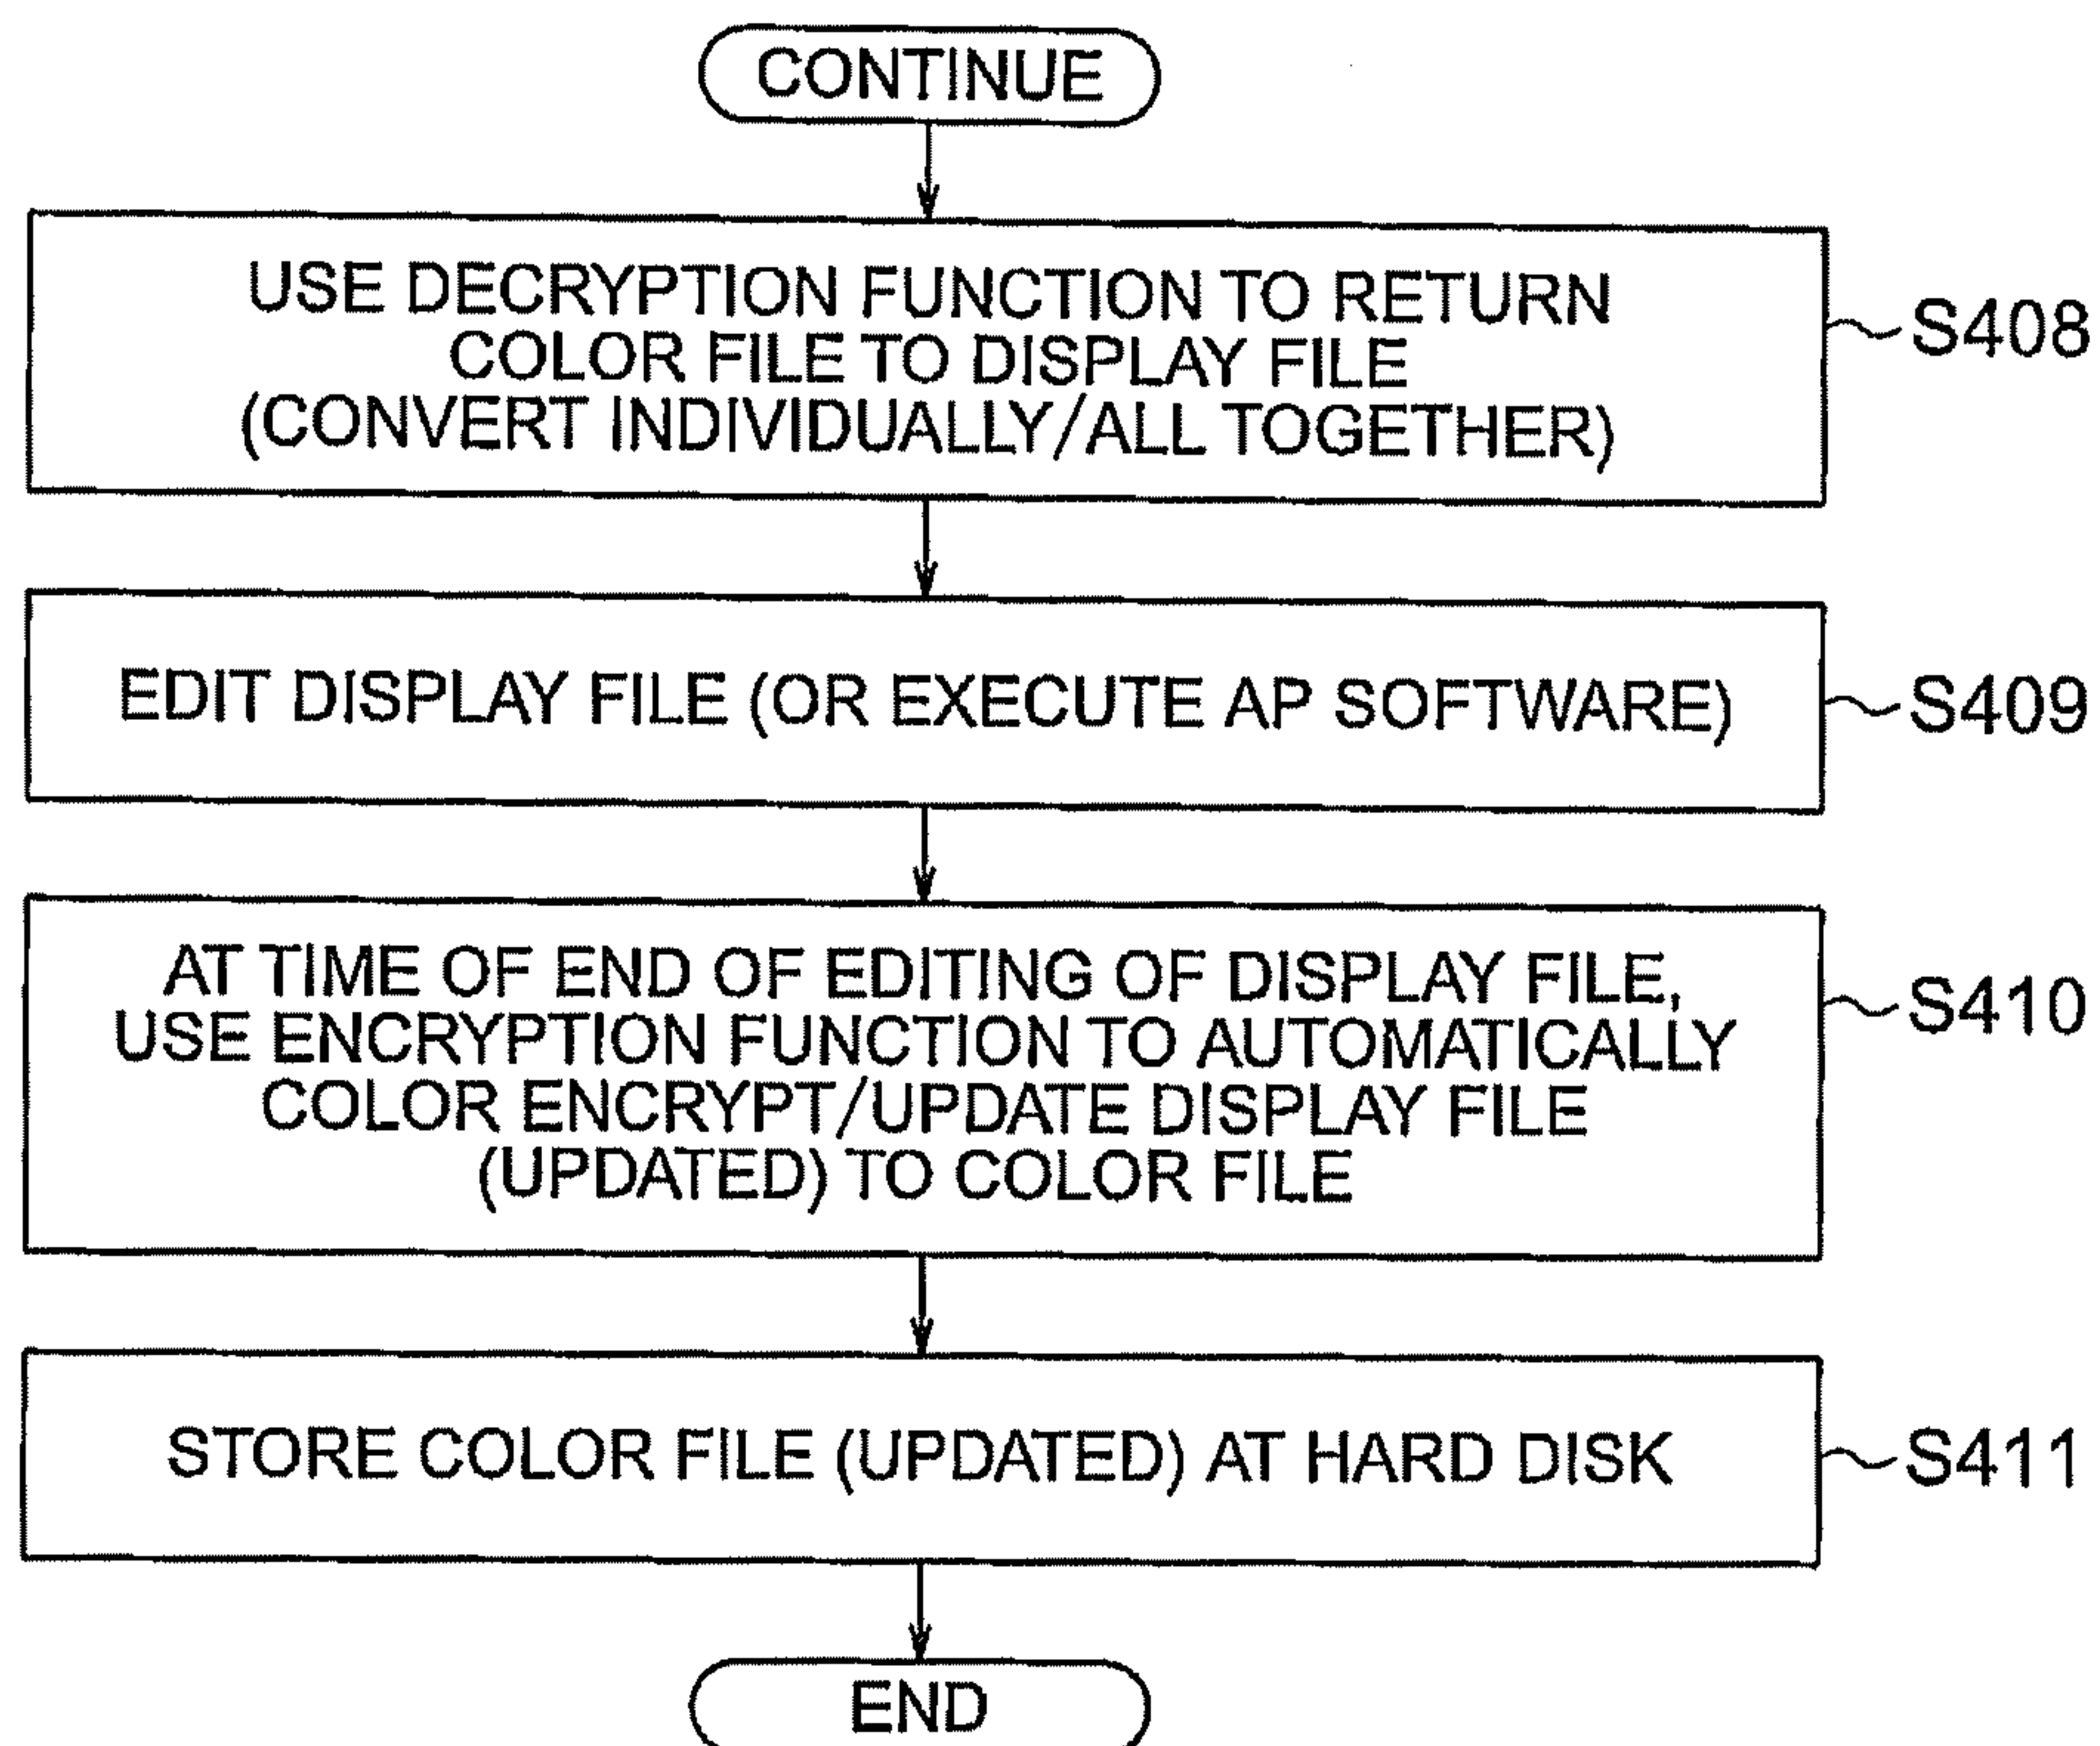 CONTINUE
USE DECRYPTION FUNCTION TO RETURN
COLOR FILE TO DISPLAY FILE
(CONVERT INDIVIDUALLY/ALL TOGETHER)
S408
EDIT DISPLAY FILE (OR EXECUTE AP SOFTWARE)
S409
AT TIME OF END OF EDITING OF DISPLAY FILE,
USE ENCRYPTION FUNCTION TO AUTOMATICALLY
COLOR ENCRYPT/UPDATE DISPLAY FILE
(UPDATED) TO COLOR FILE
S410
STORE COLOR FILE (UPDATED) AT HARD DISK
S411
END